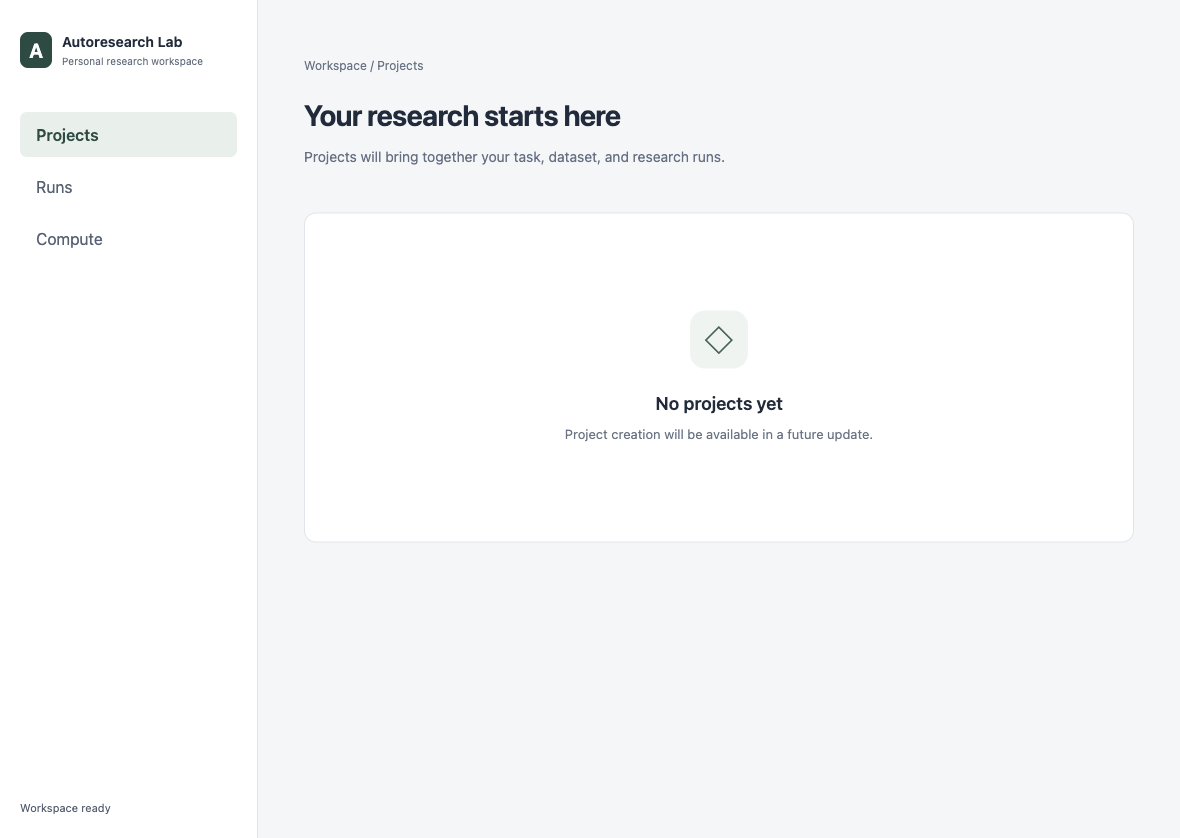 A
Autoresearch Lab
Personal research workspace
Projects
Runs
Compute
Workspace ready
Workspace / Projects
Your research starts here
Projects will bring together your task, dataset, and research runs.
No projects yet
Project creation will be available in a future update.